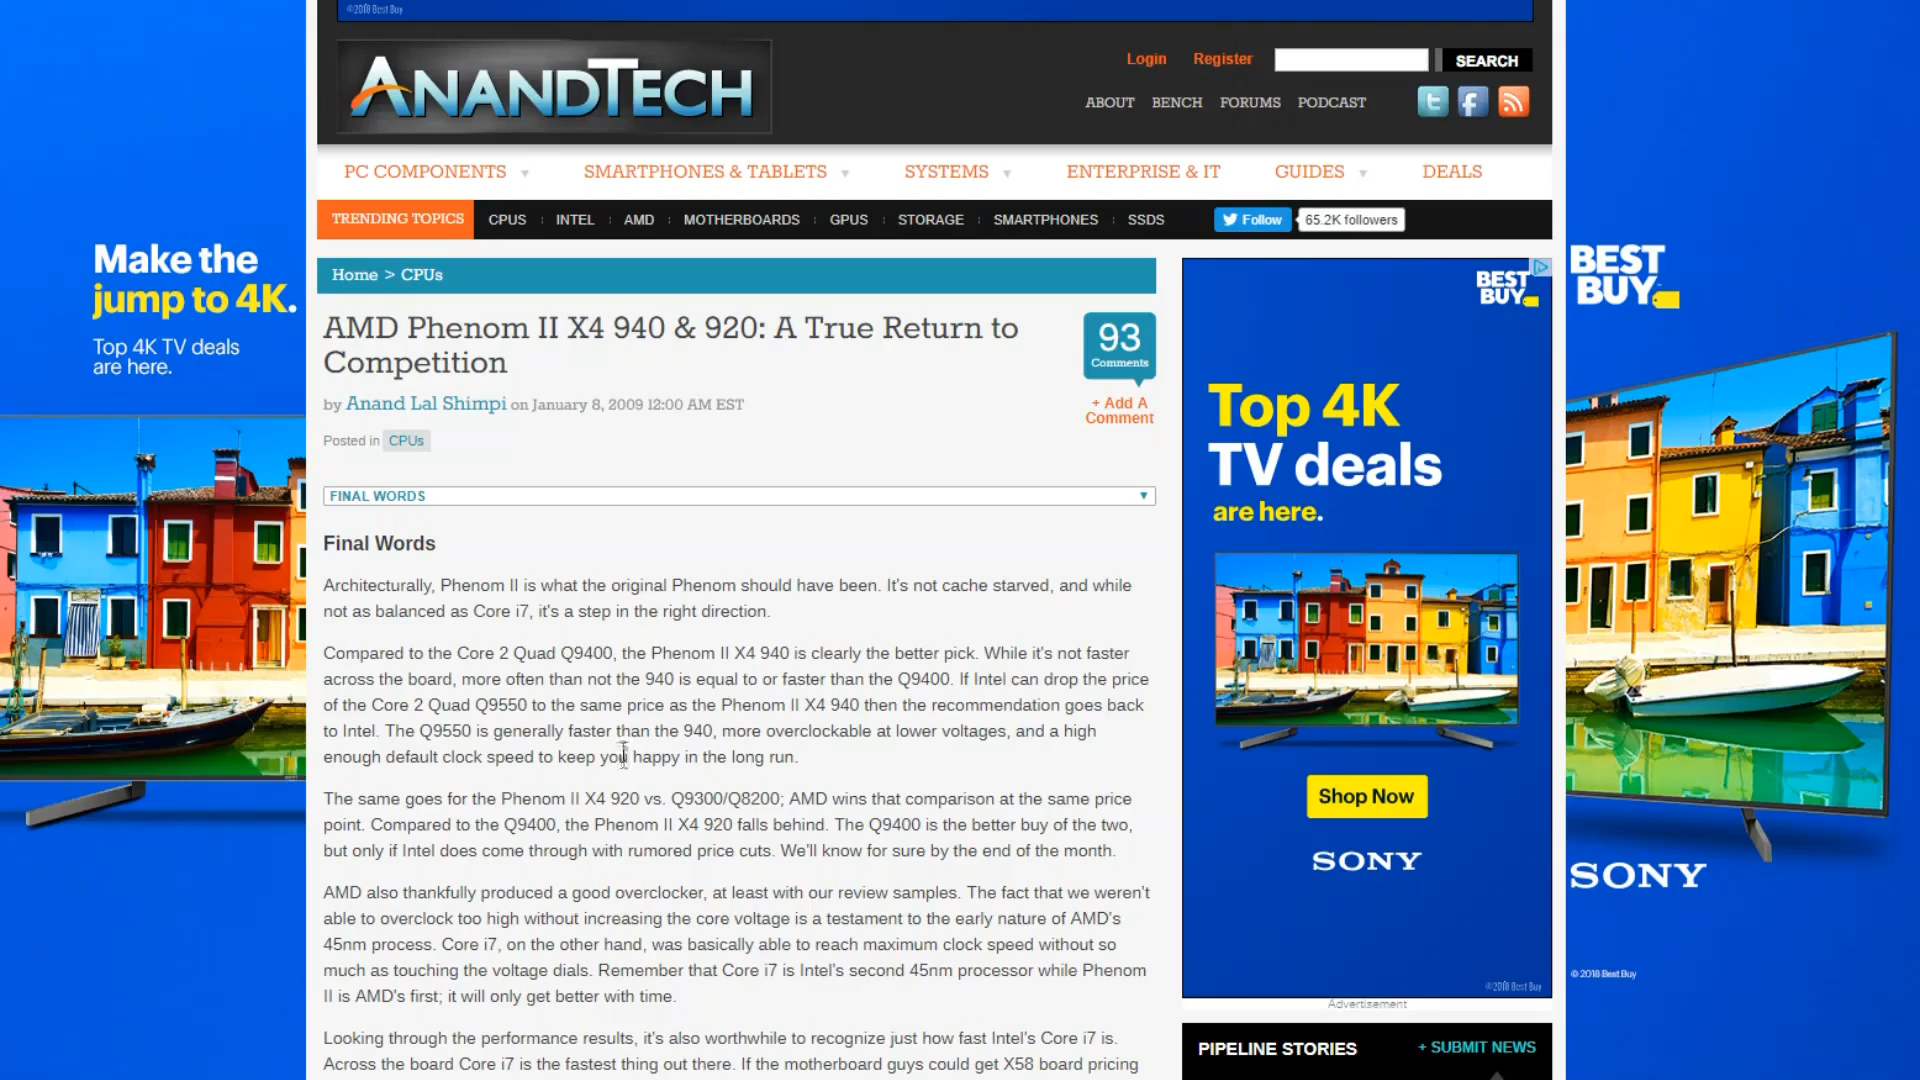 ©2018 Best Buy
ANANDTECH
Login Register SEARCH
ABOUT BENCH FORUMS PODCAST
PC COMPONENTS SMARTPHONES & TABLETS SYSTEMS ENTERPRISE & IT GUIDES DEALS
TRENDING TOPICS CPUS INTEL AMD MOTHERBOARDS GPUS STORAGE SMARTPHONES SSDS Follow 65.2K followers
Make the
jump to 4K.
Top 4K TV deals
are here.
Home > CPUs
AMD Phenom II X4 940 & 920: A True Return to
Competition
93
Comments
by Anand Lal Shimpi on January 8, 2009 12:00 AM EST
+ Add A
Comment
Posted in CPUs
FINAL WORDS
Final Words
Architecturally, Phenom II is what the original Phenom should have been. It's not cache starved, and while
not as balanced as Core i7, it's a step in the right direction.
Compared to the Core 2 Quad Q9400, the Phenom II X4 940 is clearly the better pick. While it's not faster
across the board, more often than not the 940 is equal to or faster than the Q9400. If Intel can drop the price
of the Core 2 Quad Q9550 to the same price as the Phenom II X4 940 then the recommendation goes back
to Intel. The Q9550 is generally faster than the 940, more overclockable at lower voltages, and a high
enough default clock speed to keep you happy in the long run.
The same goes for the Phenom II X4 920 vs. Q9300/Q8200; AMD wins that comparison at the same price
point. Compared to the Q9400, the Phenom II X4 920 falls behind. The Q9400 is the better buy of the two,
but only if Intel does come through with rumored price cuts. We'll know for sure by the end of the month.
AMD also thankfully produced a good overclocker, at least with our review samples. The fact that we weren't
able to overclock too high without increasing the core voltage is a testament to the early nature of AMD's
45nm process. Core i7, on the other hand, was basically able to reach maximum clock speed without so
much as touching the voltage dials. Remember that Core i7 is Intel's second 45nm processor while Phenom
II is AMD's first; it will only get better with time.
Looking through the performance results, it's also worthwhile to recognize just how fast Intel's Core i7 is.
Across the board Core i7 is the fastest thing out there. If the motherboard guys could get X58 board pricing
BEST
BUY
Top 4K
TV deals
are here.
Shop Now
SONY
©2018 Best Buy
Advertisement
PIPELINE STORIES + SUBMIT NEWS
BEST
BUY
SONY
© 2018 Best Buy